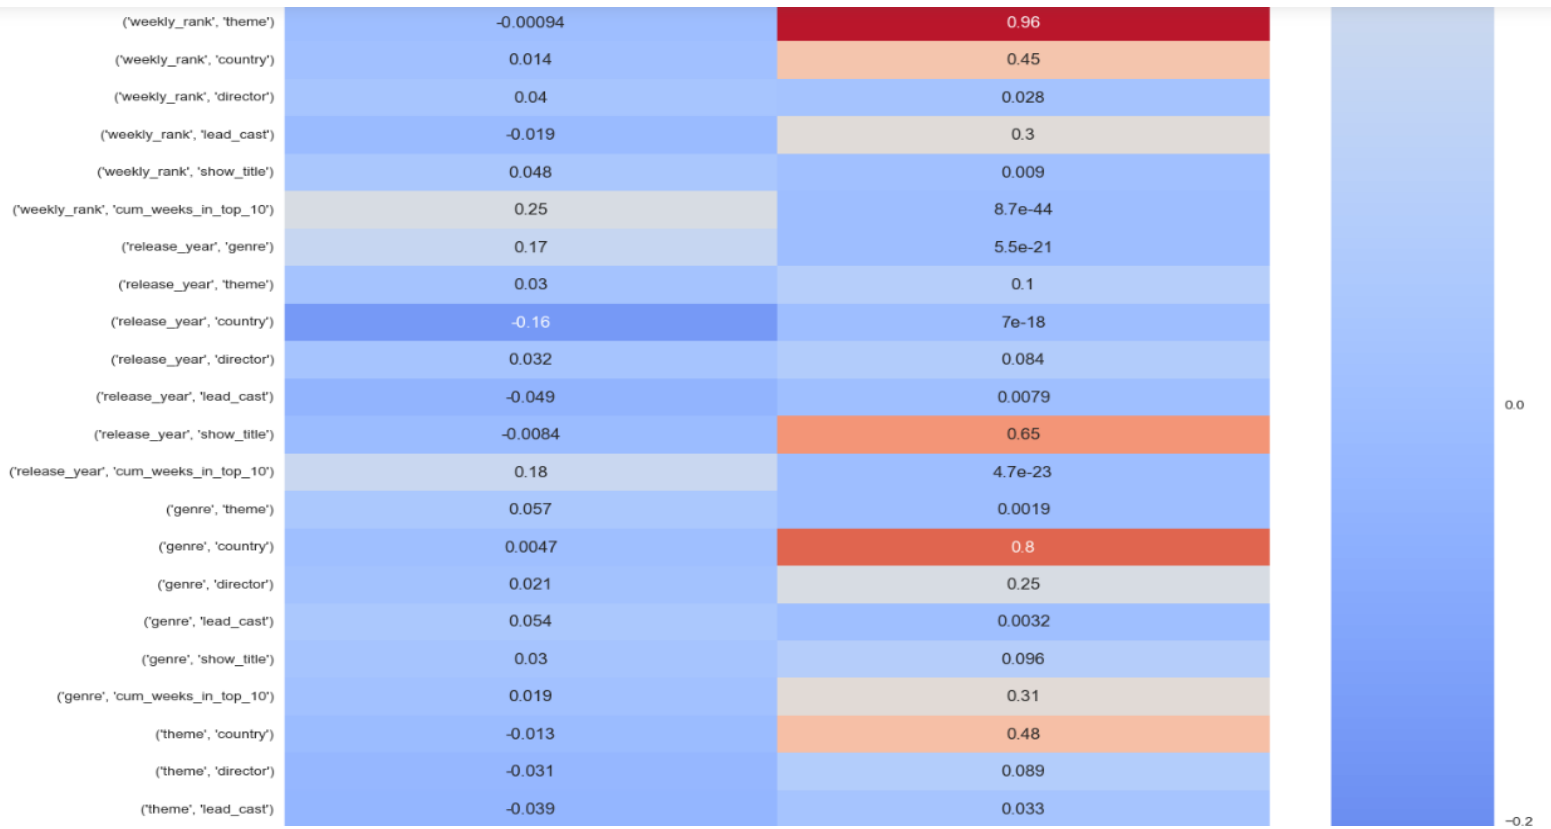 ('weekly_rank', 'theme') -0.00094 0.96
('weekly_rank', 'country') 0.014 0.45
('weekly_rank', 'director') 0.04 0.028
('weekly_rank', 'lead_cast') -0.019 0.3
('weekly_rank', 'show_title') 0.048 0.009
('weekly_rank', 'cum_weeks_in_top_10') 0.25 8.7e-44
('release_year', 'genre') 0.17 5.5e-21
('release_year', 'theme') 0.03 0.1
('release_year', 'country') -0.16 7e-18
('release_year', 'director') 0.032 0.084
('release_year', 'lead_cast') -0.049 0.0079
0.0
('release_year', 'show_title') -0.0084 0.65
('release_year', 'cum_weeks_in_top_10') 0.18 4.7e-23
('genre', 'theme') 0.057 0.0019
('genre', 'country') 0.0047 0.8
('genre', 'director') 0.021 0.25
('genre', 'lead_cast') 0.054 0.0032
('genre', 'show_title') 0.03 0.096
('genre', 'cum_weeks_in_top_10') 0.019 0.31
('theme', 'country') -0.013 0.48
('theme', 'director') -0.031 0.089
('theme', 'lead_cast') -0.039 0.033
−0.2